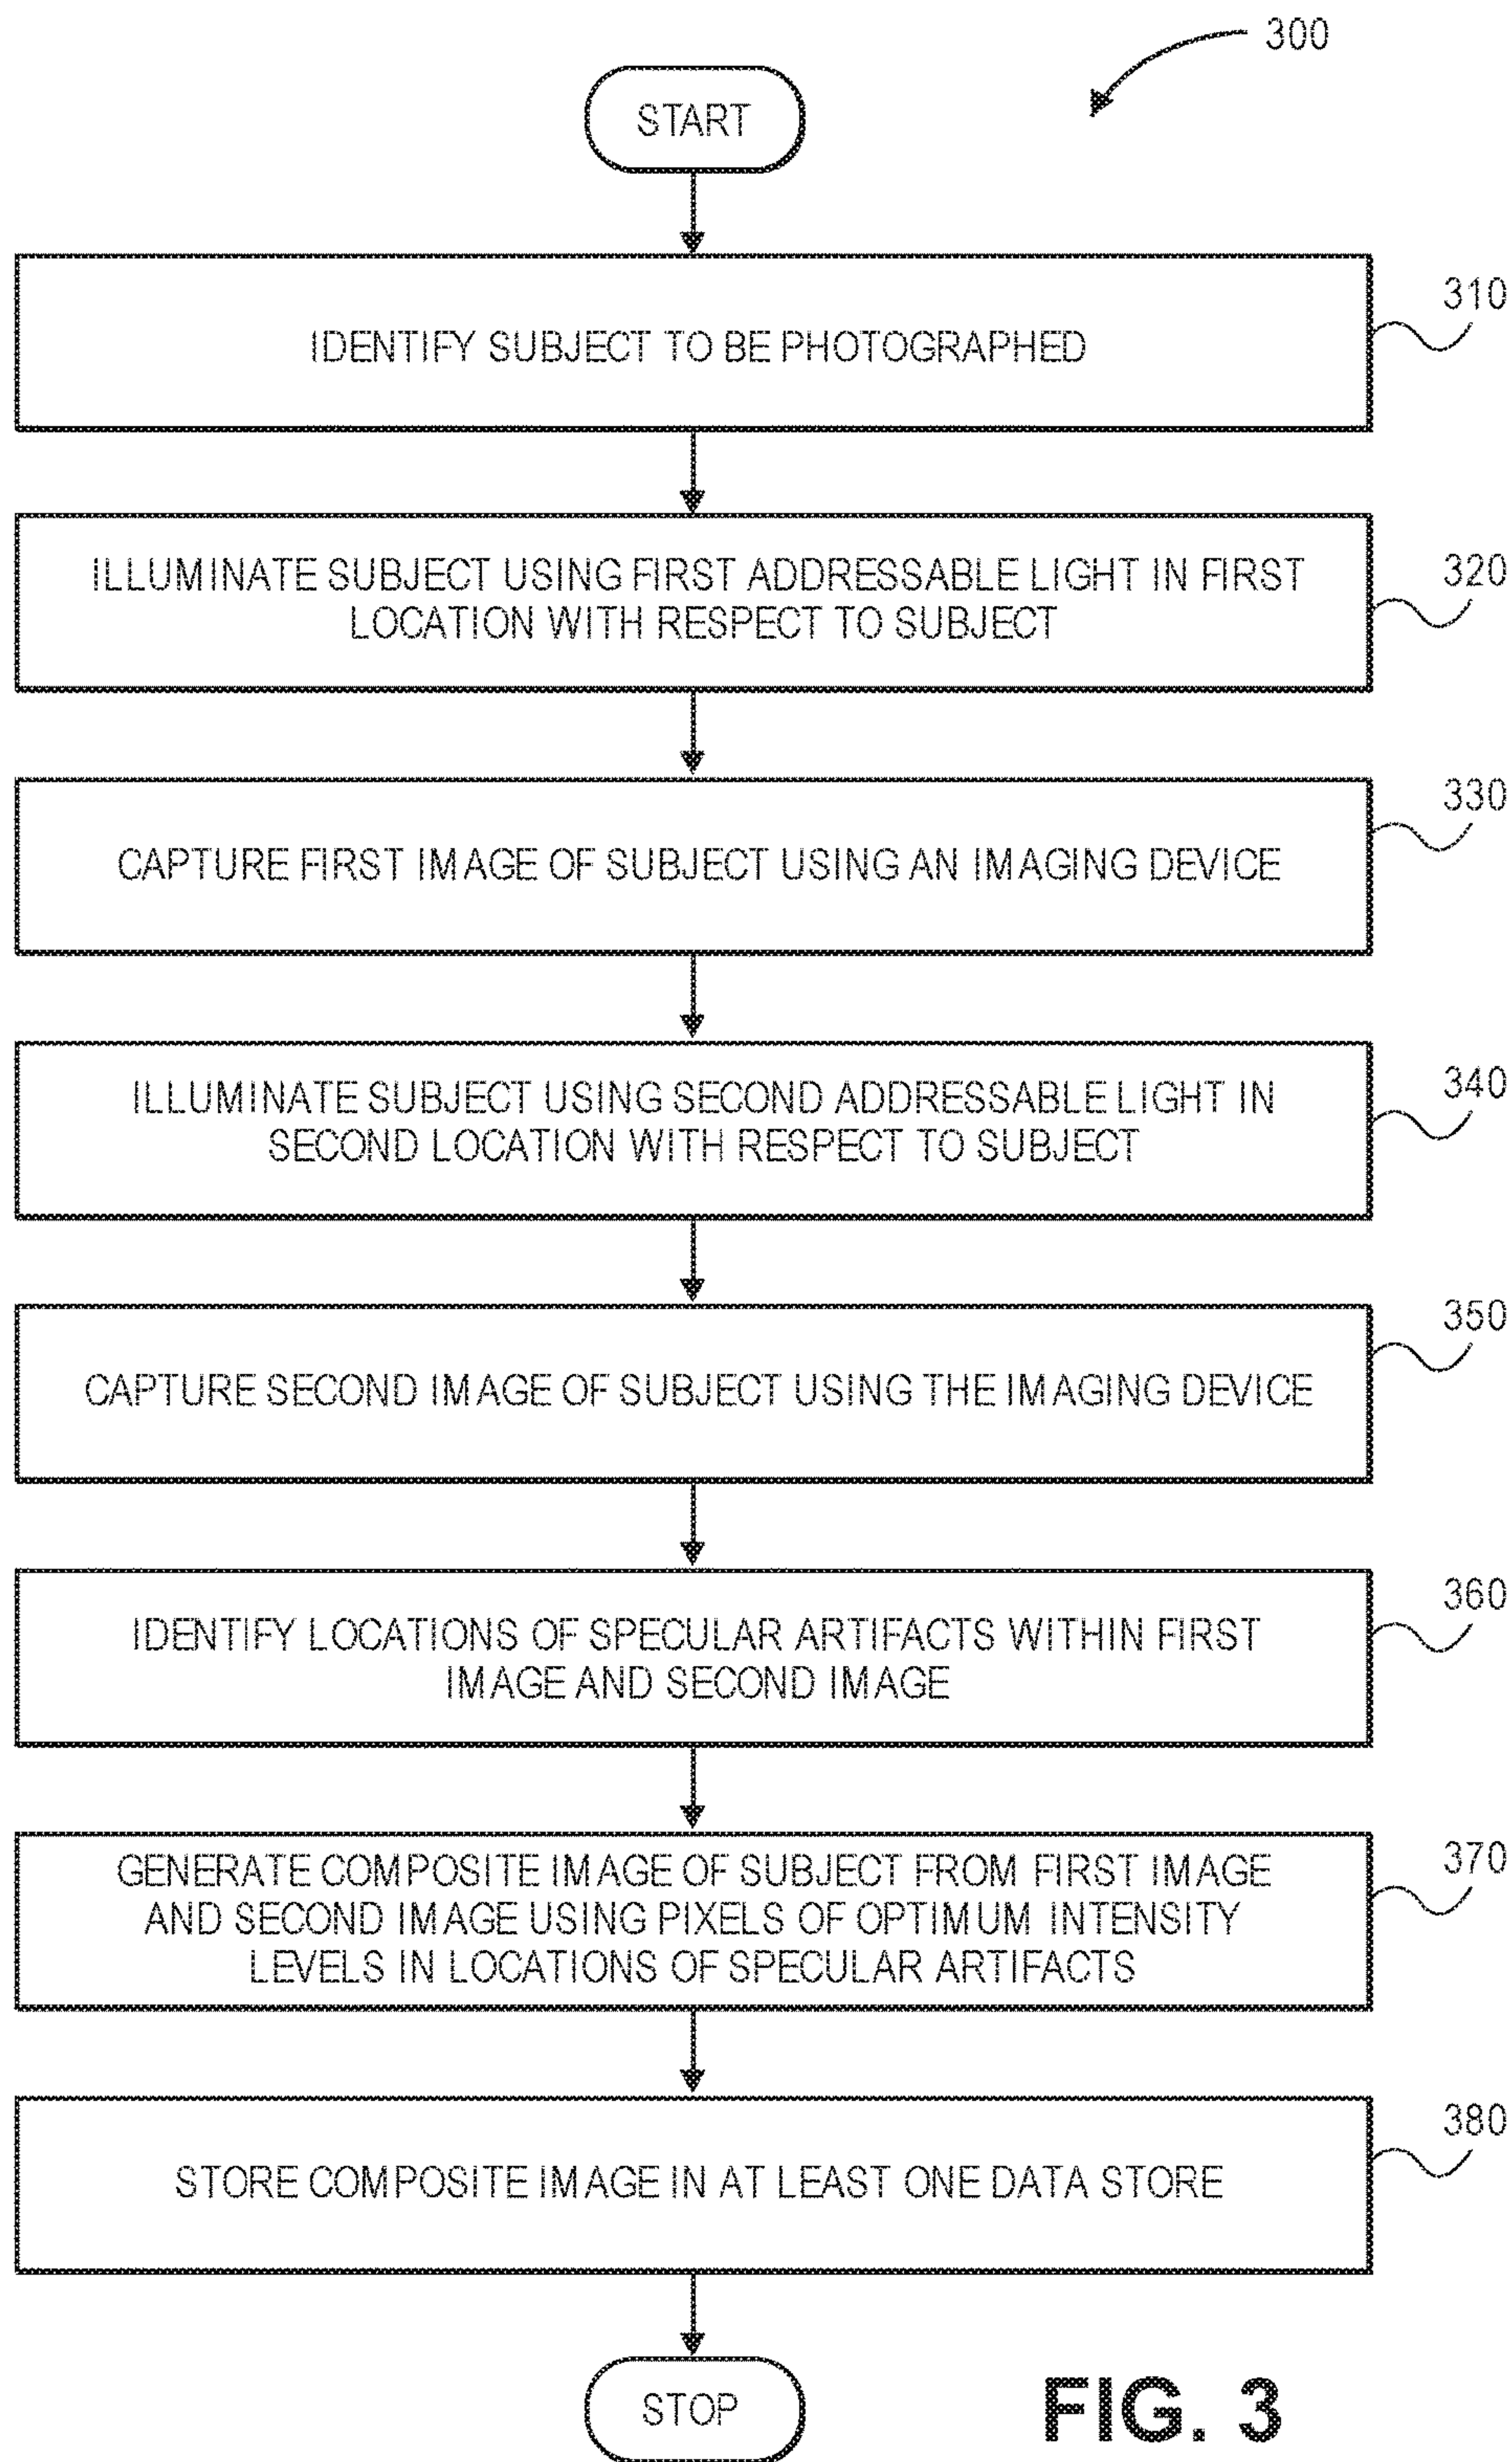 300
START
310
IDENTIFY SUBJECT TO BE PHOTOGRAPHED
320
ILLUMINATE SUBJECT USING FIRST ADDRESSABLE LIGHT IN FIRST
LOCATION WITH RESPECT TO SUBJECT
330
CAPTURE FIRST IMAGE OF SUBJECT USING AN IMAGING DEVICE
340
ILLUMINATE SUBJECT USING SECOND ADDRESSABLE LIGHT IN
SECOND LOCATION WITH RESPECT TO SUBJECT
350
CAPTURE SECOND IMAGE OF SUBJECT USING THE IMAGING DEVICE
360
IDENTIFY LOCATIONS OF SPECULAR ARTIFACTS WITHIN FIRST
IMAGE AND SECOND IMAGE
370
GENERATE COMPOSITE IMAGE OF SUBJECT FROM FIRST IMAGE
AND SECOND IMAGE USING PIXELS OF OPTIMUM INTENSITY
LEVELS IN LOCATIONS OF SPECULAR ARTIFACTS
380
STORE COMPOSITE IMAGE IN AT LEAST ONE DATA STORE
STOP
FIG. 3